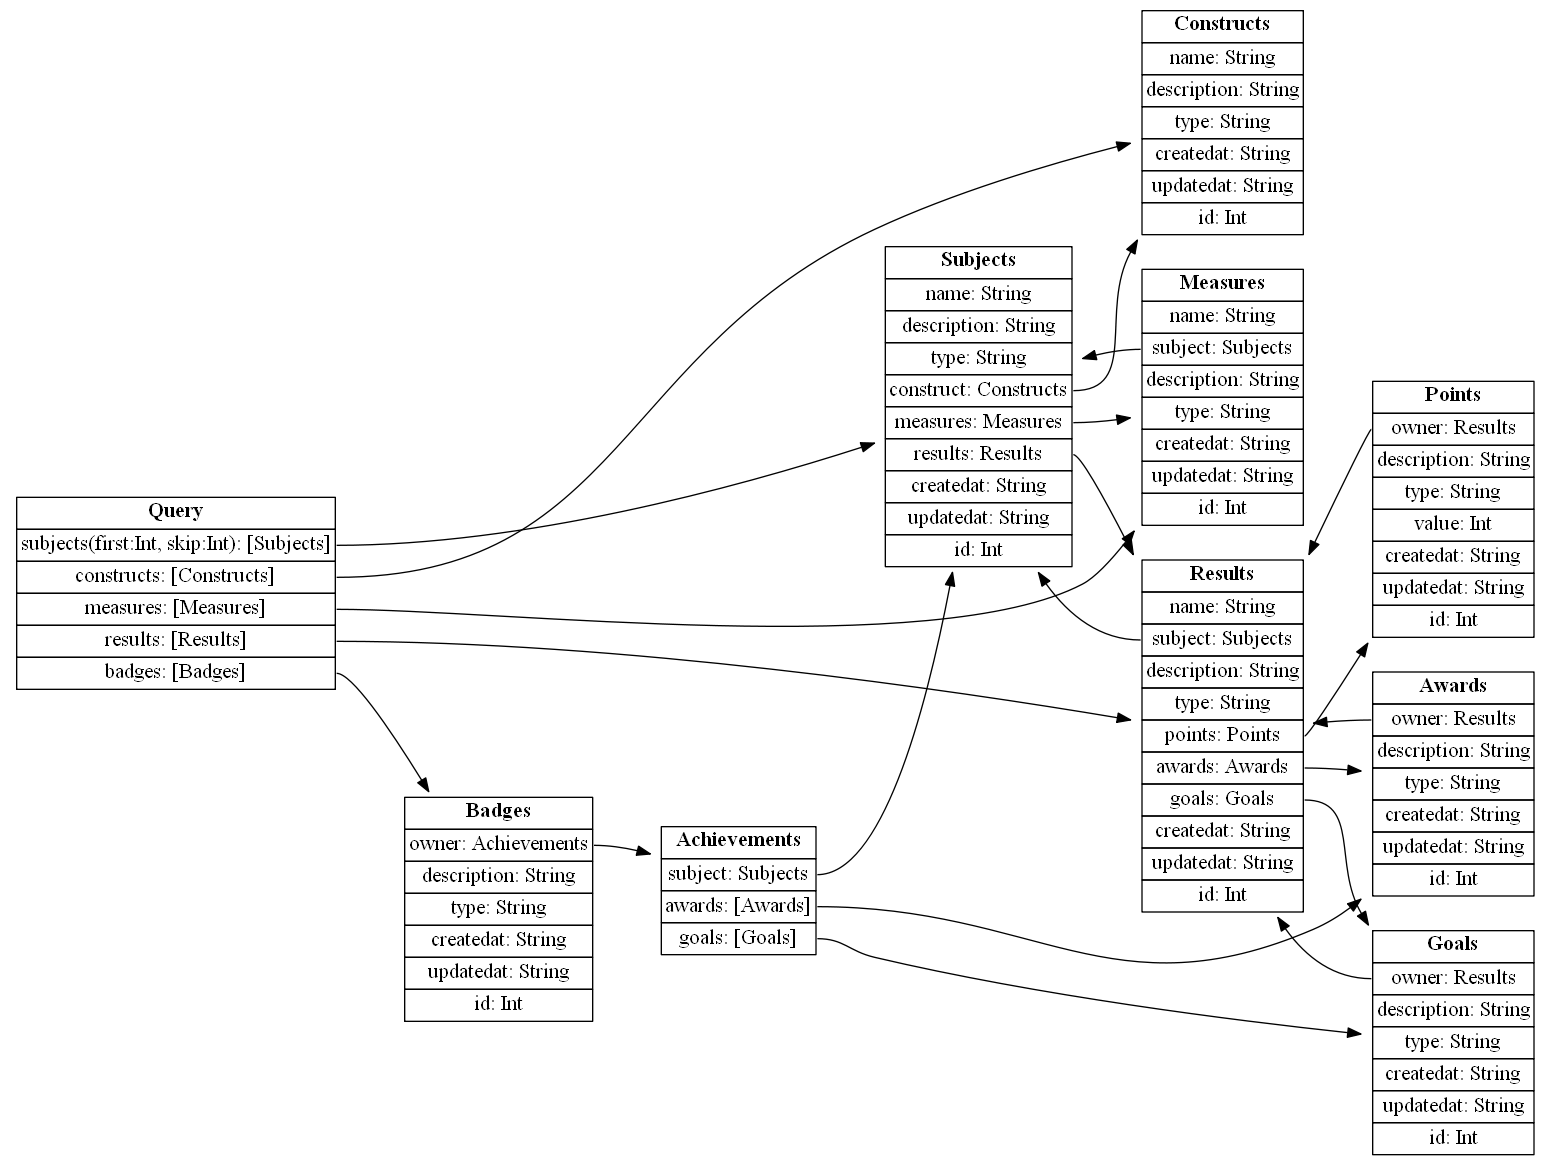 Query
subjects(first:Int, skip:Int): [Subjects]
constructs: [Constructs]
measures: [Measures]
results: [Results]
badges: [Badges]
Badges
owner: Achievements
description: String
type: String
createdat: String
updatedat: String
id: Int
Achievements
subject: Subjects
awards: [Awards]
goals: [Goals]
Subjects
name: String
description: String
type: String
construct: Constructs
measures: Measures
results: Results
createdat: String
updatedat: String
id: Int
Constructs
name: String
description: String
type: String
createdat: String
updatedat: String
id: Int
Measures
name: String
subject: Subjects
description: String
type: String
createdat: String
updatedat: String
id: Int
Results
name: String
subject: Subjects
description: String
type: String
points: Points
awards: Awards
goals: Goals
createdat: String
updatedat: String
id: Int
Points
owner: Results
description: String
type: String
value: Int
createdat: String
updatedat: String
id: Int
Awards
owner: Results
description: String
type: String
createdat: String
updatedat: String
id: Int
Goals
owner: Results
description: String
type: String
createdat: String
updatedat: String
id: Int